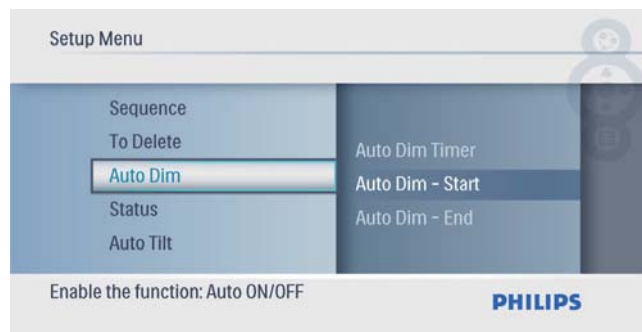 Setup Menu
Sequence
To Delete
Auto Dim
Status
Auto Tilt
Auto Dim Timer
Auto Dim - Start
Auto Dim - End
Enable the function: Auto ON/OFF
PHILIPS